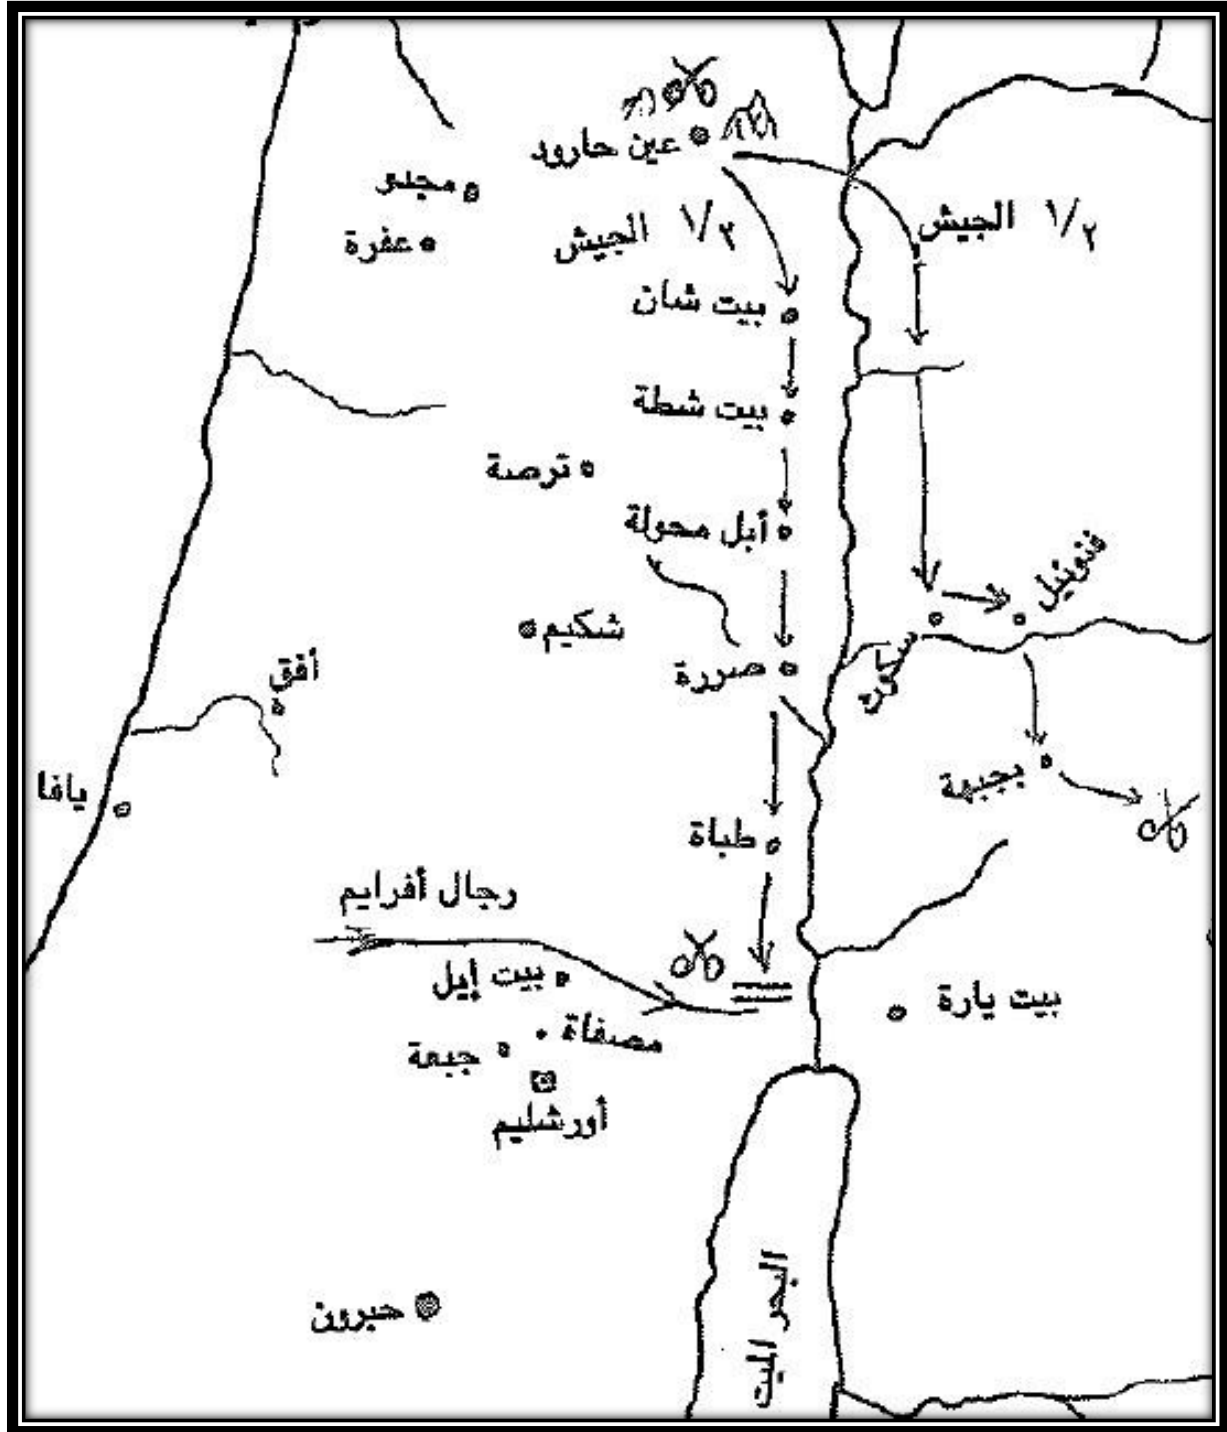 عين حارود
مجدو
١/٢ الجيش
١/٢ الجيش
عفرة
بيت شان
بيت شطة
ترصة
أبل محولة
فنوئيل
شكيم
سكوت
صررة
أفق
يجبهة
يافا
طباة
رجال أفرايم
بيت إيل
بيت يارة
مصفاة
جبعة
أورشليم
البحر الميت
حبرون